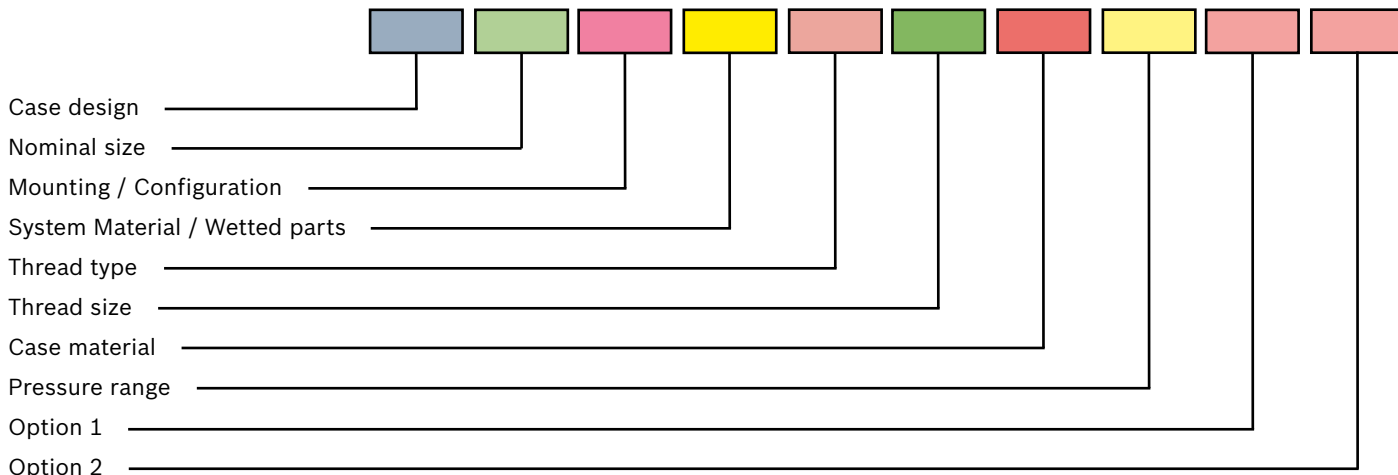 Case design
Nominal size
Mounting / Configuration
System Material / Wetted parts
Thread type
Thread size
Case material
Pressure range
Option 1
Option 2